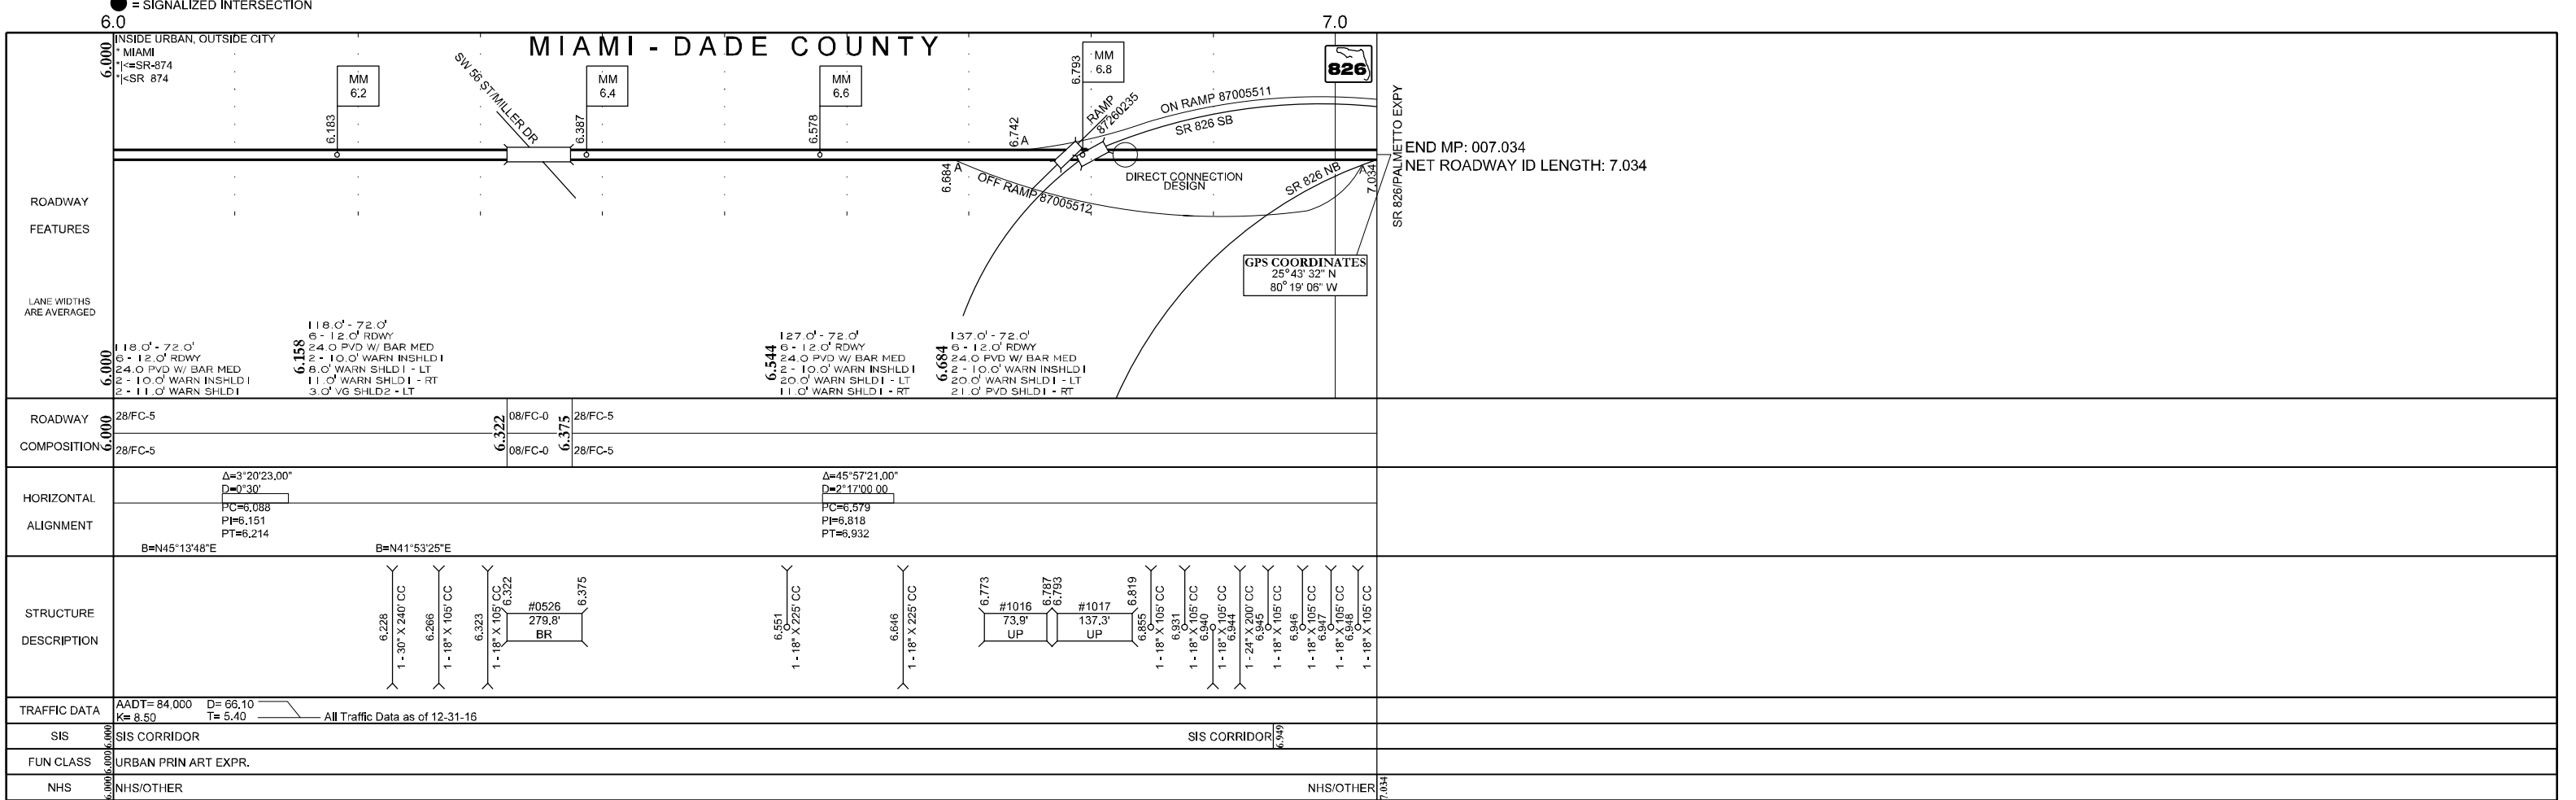 = SIGNALIZED INTERSECTION
6.0
7.0
6.000
INSIDE URBAN, OUTSIDE CITY
* MIAMI
*|<=SR-874
*|<SR 874
MIAMI - DADE COUNTY
MM
6.2
6.183
SW 56 ST/MILLER DR
MM
6.4
6.387
MM
6.6
6.578
6.742
A
6.793
MM
6.8
RAMP
87260235
ON RAMP 87005511
SR 826 SB
826
SR 826/PALMETTO EXPY
END MP: 007.034
NET ROADWAY ID LENGTH: 7.034
6.684
A
OFF RAMP 87005512
DIRECT CONNECTION
DESIGN
SR 826 NB
A
7.034
GPS COORDINATES
25°43' 32" N
80°19' 06" W
ROADWAY
FEATURES
LANE WIDTHS
ARE AVERAGED
6.000
118.0' - 72.0'
6 - 12.0' RDWY
24.0 PVD W/ BAR MED
2 - 10.0' WARN INSHLD1
2 - 11.0' WARN SHLD1
6.158
118.0' - 72.0'
6 - 12.0' RDWY
24.0 PVD W/ BAR MED
2 - 10.0' WARN INSHLD1
8.0' WARN SHLD1 - LT
11.0' WARN SHLD1 - RT
3.0' VG SHLD2 - LT
6.544
127.0' - 72.0'
6 - 12.0' RDWY
24.0 PVD W/ BAR MED
2 - 10.0' WARN INSHLD1
20.0' WARN SHLD1 - LT
11.0' WARN SHLD1 - RT
6.684
137.0' - 72.0'
6 - 12.0' RDWY
24.0 PVD W/ BAR MED
2 - 10.0' WARN INSHLD1
20.0' WARN SHLD1 - LT
21.0' PVD SHLD1 - RT
ROADWAY
COMPOSITION
6.000
28/FC-5
28/FC-5
6.322
08/FC-0
08/FC-0
6.375
28/FC-5
28/FC-5
HORIZONTAL
ALIGNMENT
Δ=3°20'23.00"
D=0°30'
PC=6.088
PI=6.151
PT=6.214
B=N45°13'48"E
B=N41°53'25"E
Δ=45°57'21.00"
D=2°17'00.00
PC=6.579
PI=6.818
PT=6.932
STRUCTURE
DESCRIPTION
6.228
1 - 30" X 240' CC
6.266
1 - 18" X 105' CC
6.323
1 - 18" X 105' CC
6.322
#0526
279.8'
BR
6.375
6.551
1 - 18" X 225' CC
6.646
1 - 18" X 225' CC
6.773
#1016
73.9'
UP
6.787
6.793
#1017
137.3'
UP
6.819
6.855
1 - 18" X 105' CC
6.931
1 - 18" X 105' CC
6.940
1 - 18" X 105' CC
6.944
1 - 24" X 200' CC
6.945
1 - 18" X 105' CC
6.946
1 - 18" X 105' CC
6.947
1 - 18" X 105' CC
6.948
1 - 18" X 105' CC
TRAFFIC DATA
AADT= 84,000 D= 66.10
K= 8.50 T= 5.40
All Traffic Data as of 12-31-16
SIS
6.000
SIS CORRIDOR
SIS CORRIDOR
6.949
FUN CLASS
6.000
URBAN PRIN ART EXPR.
NHS
6.000
NHS/OTHER
NHS/OTHER
7.034